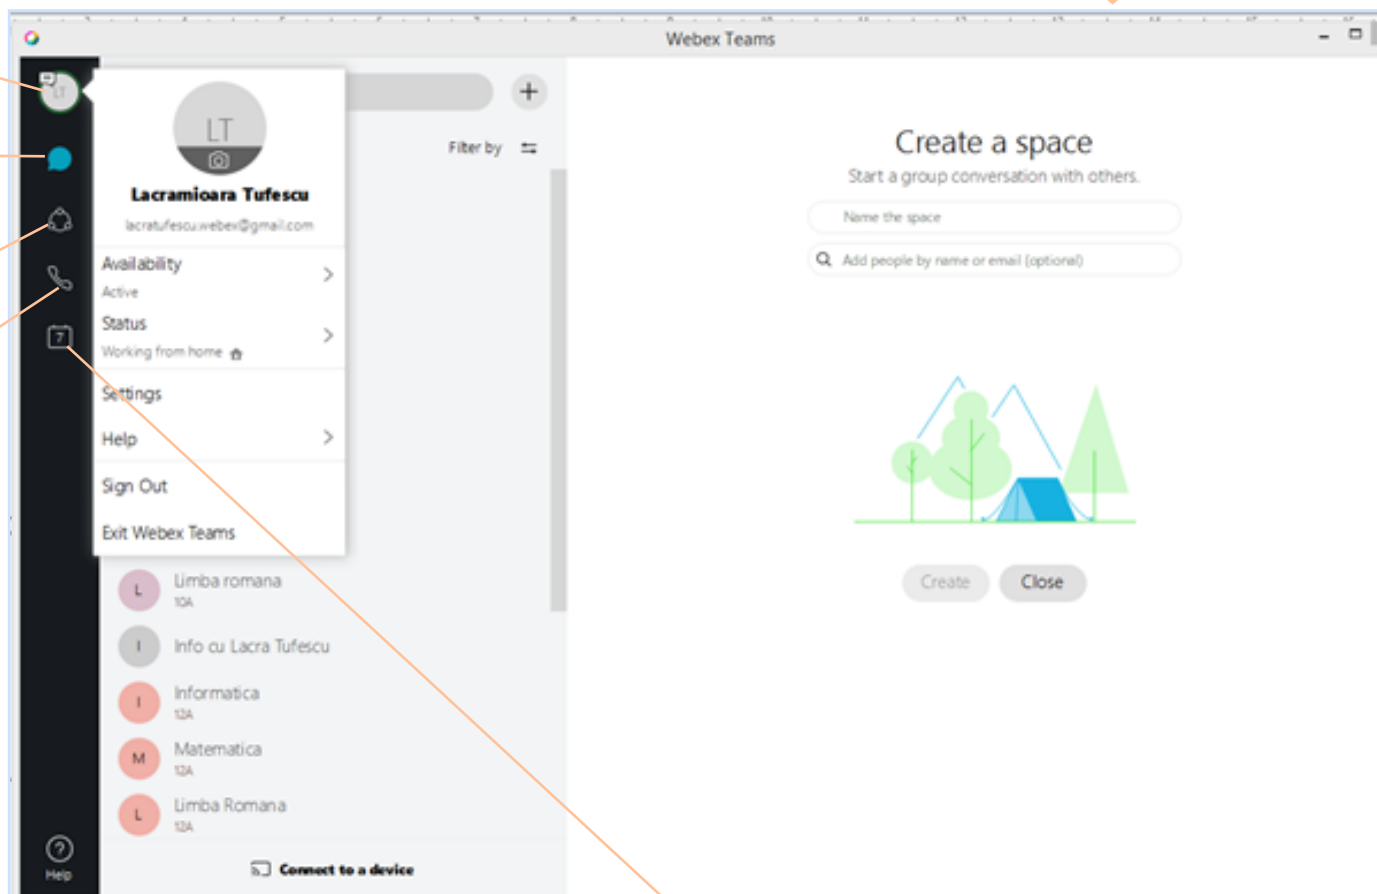 Webex Teams
LT
LT
Lacramioara Tufescu
lacratufescu.webex@gmail.com
Availability
Active
Status
Working from home
Settings
Help
Sign Out
Exit Webex Teams
7
Help
Filter by
Limba romana
10A
I
Info cu Lacra Tufescu
I
Informatica
12A
M
Matematica
12A
L
Limba Romana
12A
Connect to a device
Create a space
Start a group conversation with others.
Name the space
Add people by name or email (optional)
Create
Close